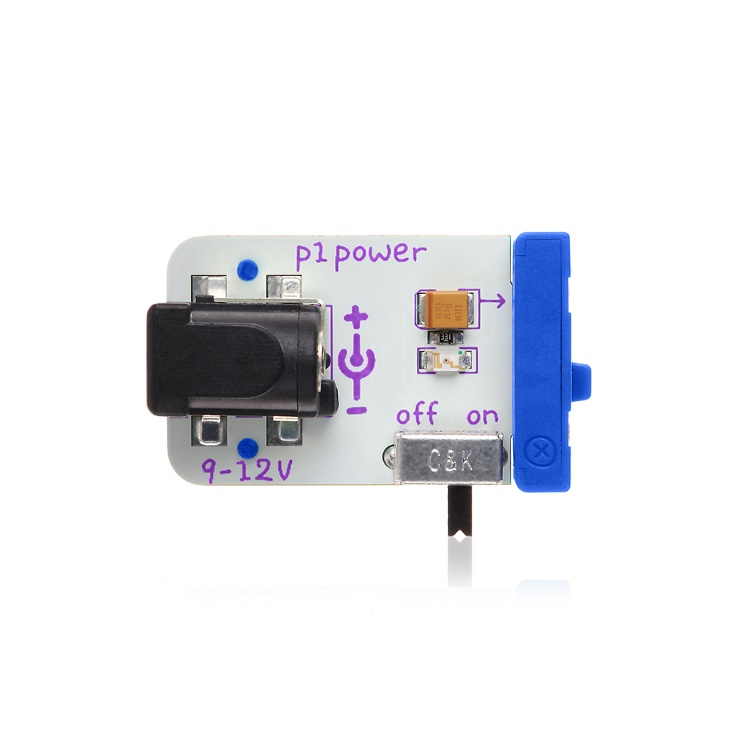 p1 power
+
-
off on
C&K
9-12V